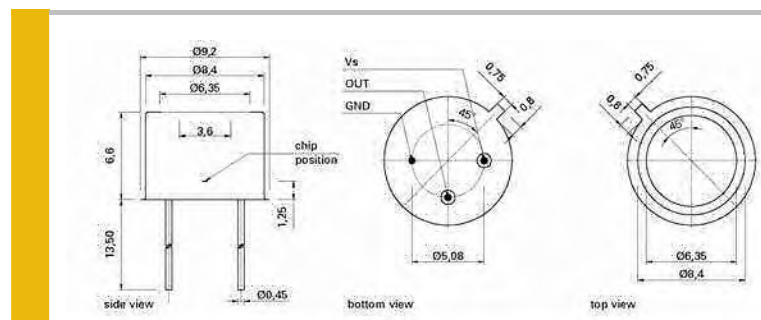 Ø9,2
Ø8,4
Ø6,35
3,6
chip
position
6,6
1,25
13,50
Ø0,45
side view
Vs
OUT
GND
45°
0,75
0,8
Ø5,08
bottom view
0,75
0,8
45°
Ø6,35
Ø8,4
top view